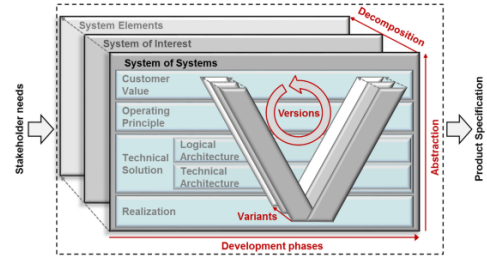 System Elements
System of Interest
System of Systems
Decomposition
Customer
Value
Operating
Principle
Versions
Technical
Solution
Logical
Architecture
Technical
Architecture
Realization
Variants
Development phases
Abstraction
Stakeholder needs
Product Specification